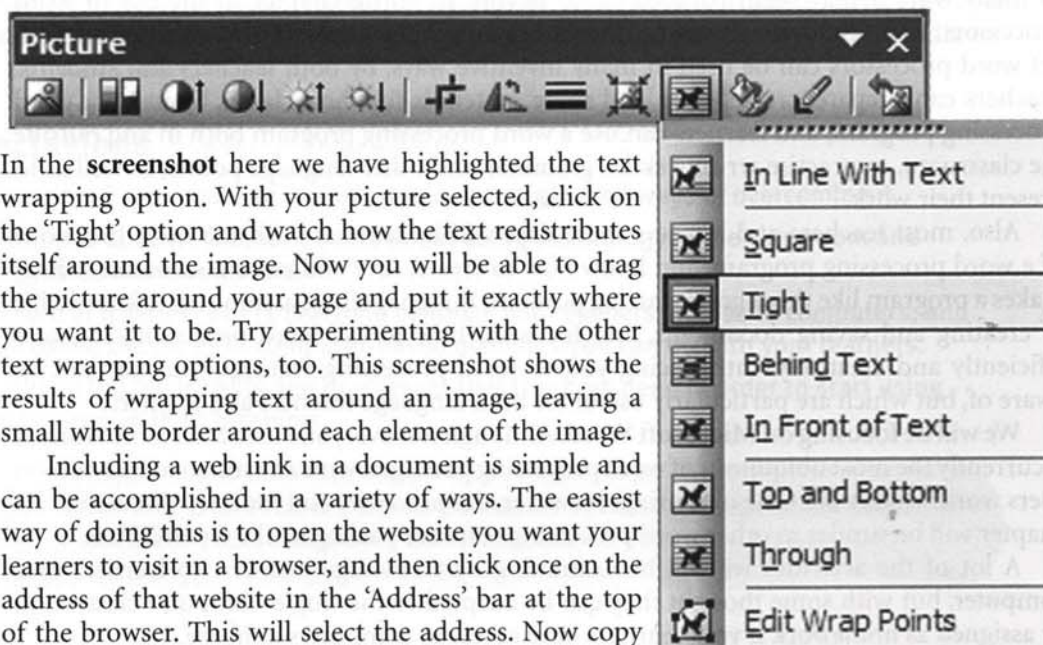 Picture
In the screenshot here we have highlighted the text
wrapping option. With your picture selected, click on
the 'Tight' option and watch how the text redistributes
itself around the image. Now you will be able to drag
the picture around your page and put it exactly where
you want it to be. Try experimenting with the other
text wrapping options, too. This screenshot shows the
results of wrapping text around an image, leaving a
small white border around each element of the image.
Including a web link in a document is simple and
can be accomplished in a variety of ways. The easiest
way of doing this is to open the website you want your
learners to visit in a browser, and then click once on the
address of that website in the 'Address' bar at the top
of the browser. This will select the address. Now copy
In Line With Text
Square
Tight
Behind Text
In Front of Text
Top and Bottom
Through
Edit Wrap Points